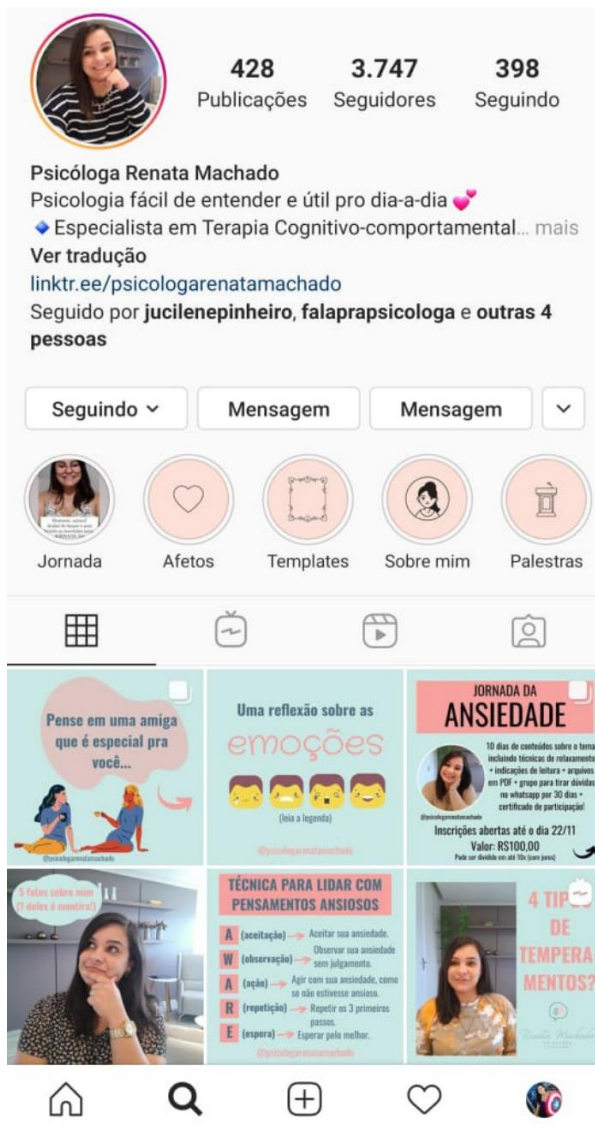 428
3.747
398
Publicações
Seguidores
Seguindo
Psicóloga Renata Machado
Psicologia fácil de entender e útil pro dia-a-dia
Especialista em Terapia Cognitivo-comportamental... mais
Ver tradução
linktr.ee/psicologarenatamachado
Seguido por jucilenepinheiro, falaprapsicologa e outras 4
pessoas
Seguindo
Mensagem
Mensagem
Jornada
Afetos
Templates
Sobre mim
Palestras
Pense em uma amiga
que é especial pra
você...
@psicologarenatamachado
Uma reflexão sobre as
emoções
(leia a legenda)
@psicologarenatamachado
JORNADA DA
ANSIEDADE
10 dias de conteúdos sobre o tema
incluindo técnicas de relaxamento
+ indicações de leitura + arquivos
em PDF + grupo para tirar dúvidas
no whatsapp por 30 dias +
certificado de participação!
@psicologarenatamachado
Inscrições abertas até o dia 22/11
Valor: RS100,00
Pode ser dividido em até 10x (com juros)
5 fatos sobre mim
(1 deles é mentira!)
TÉCNICA PARA LIDAR COM
PENSAMENTOS ANSIOSOS
A (aceitação) Aceitar sua ansiedade.
W (observação) Observar sua ansiedade
sem julgamento.
A (ação) Agir com sua ansiedade, como
se não estivesse ansioso.
R (repetição) Repetir os 3 primeiros
passos.
E (espera) Esperar pelo melhor.
@psicologarenatamachado
4 TIPOS
DE
TEMPERA-
MENTOS?
Renata Machado